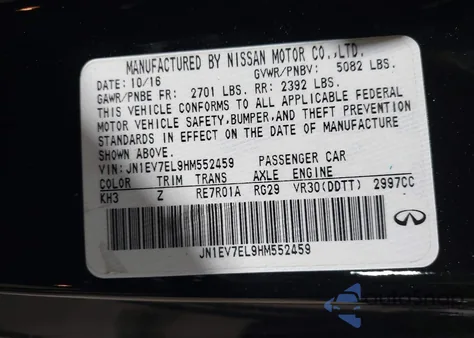 MANUFACTURED BY NISSAN MOTOR CO.,LTD.
DATE: 10/16 GVWR/PNBV: 5082 LBS.
GAWR/PNBE FR: 2701 LBS. RR: 2392 LBS.
THIS VEHICLE CONFORMS TO ALL APPLICABLE FEDERAL
MOTOR VEHICLE SAFETY,BUMPER,AND THEFT PREVENTION
STANDARDS IN EFFECT ON THE DATE OF MANUFACTURE
SHOWN ABOVE.
VIN: JN1EV7EL9HM552459 PASSENGER CAR
COLOR TRIM TRANS AXLE ENGINE
KH3 Z RE7R01A RG29 VR30(DDTT) 2997CC
JN1EV7EL9HM552459
autosnap